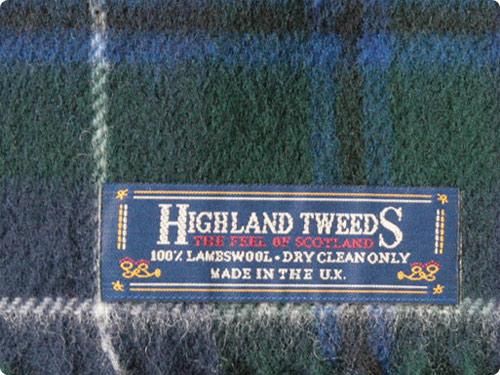 HIGHLAND TWEEDS
THE FEEL OF SCOTLAND
100% LAMBSWOOL • DRY CLEAN ONLY
MADE IN THE U.K.